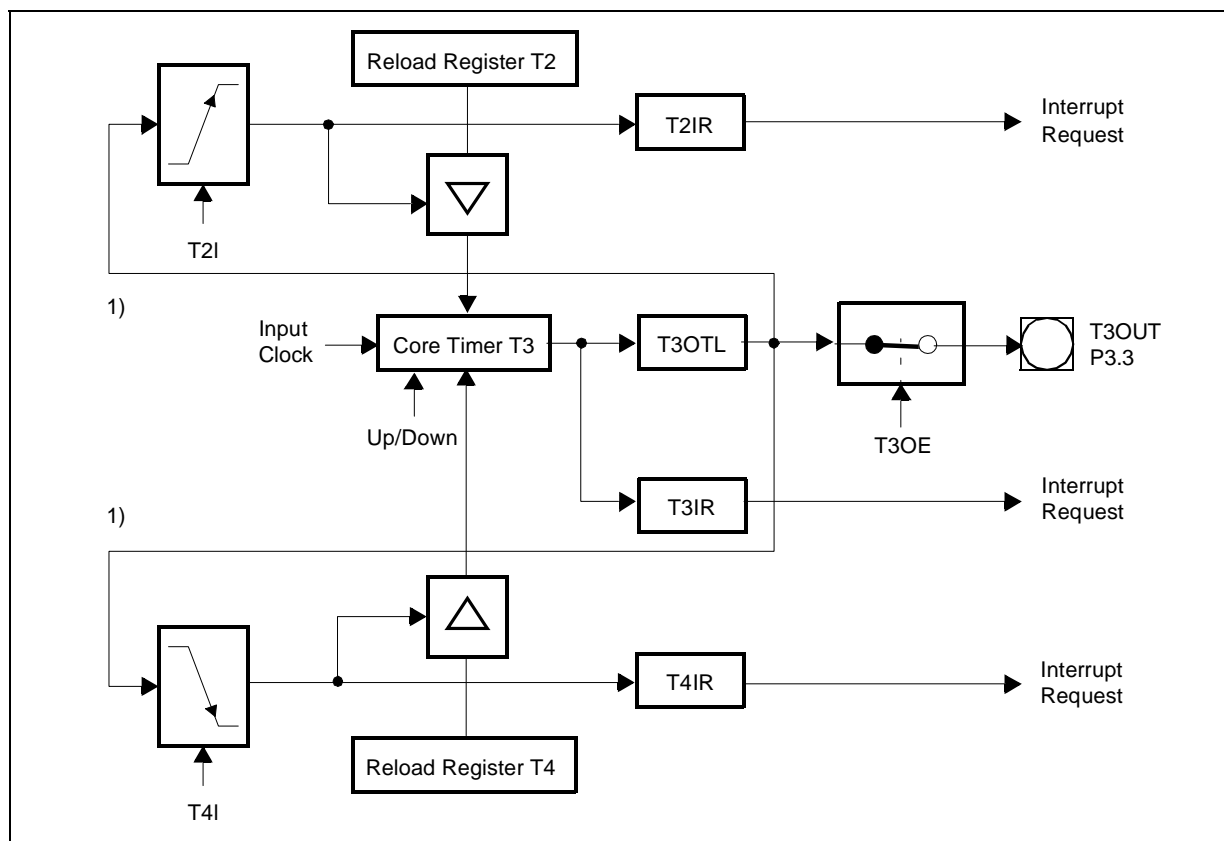 Reload Register T2
T2IR
Interrupt
Request
T2I
1)
Input
Clock
Core Timer T3
T3OTL
T3OUT
P3.3
Up/Down
T3OE
T3IR
Interrupt
Request
1)
T4IR
Interrupt
Request
Reload Register T4
T4I